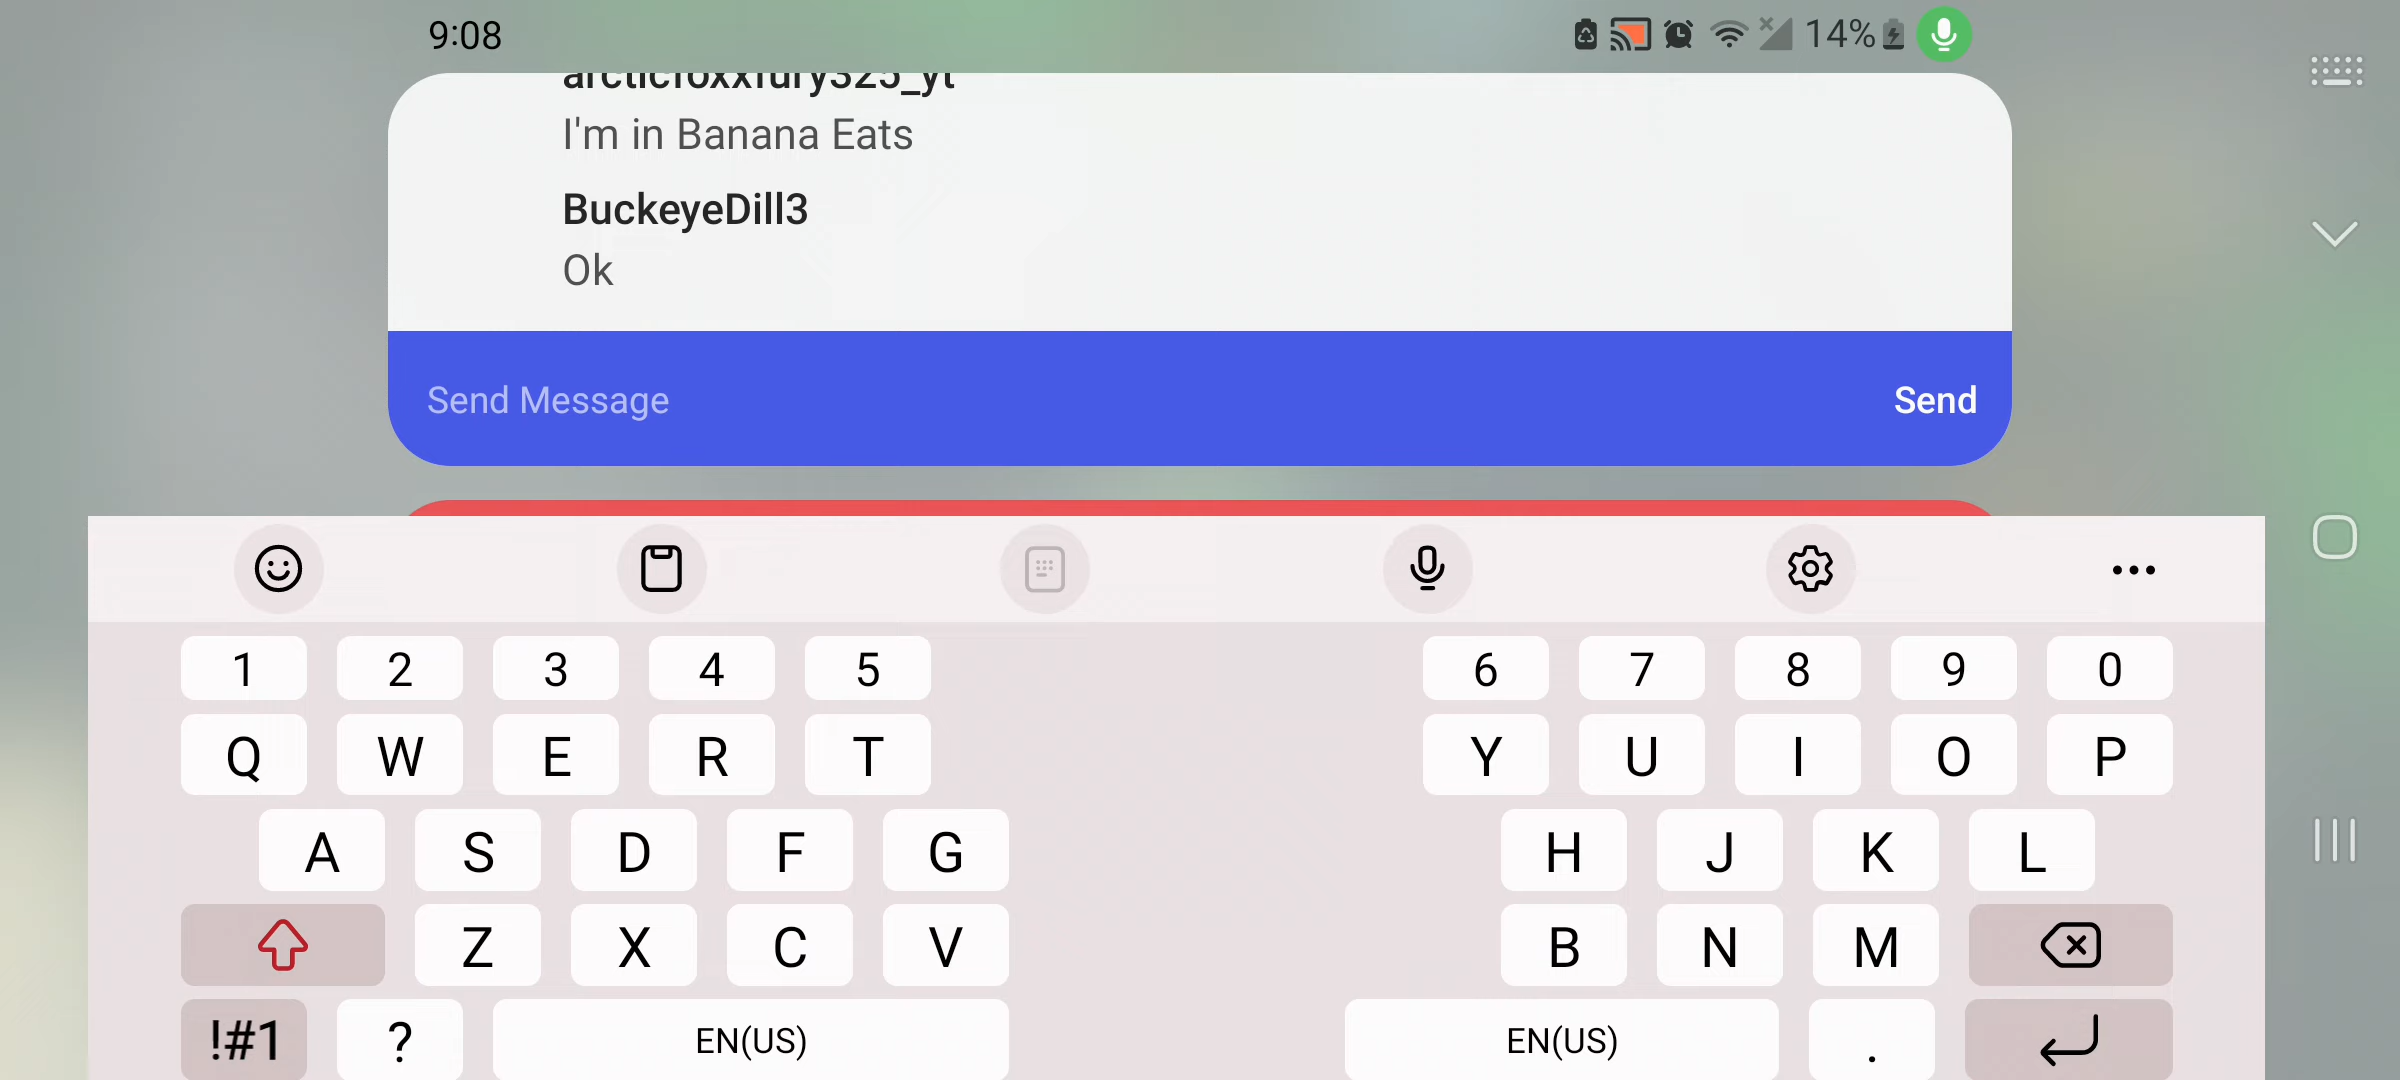 9:08
14%
arcticfoxxfury325_yt
I'm in Banana Eats
BuckeyeDill3
Ok
Send Message
Send
1 2 3 4 5 6 7 8 9 0
Q W E R T Y U I O P
A S D F G H J K L
Z X C V B N M
!#1 ? EN(US) EN(US) .